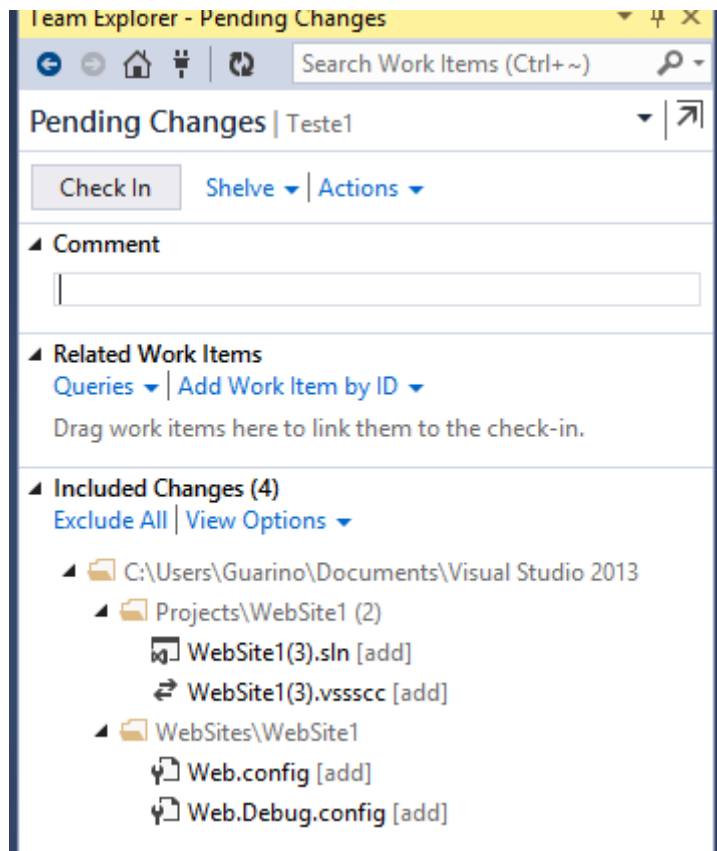 Team Explorer - Pending Changes
Search Work Items (Ctrl+~)
Pending Changes | Teste1
Check In Shelve | Actions
Comment
Related Work Items
Queries | Add Work Item by ID
Drag work items here to link them to the check-in.
Included Changes (4)
Exclude All | View Options
C:\Users\Guarino\Documents\Visual Studio 2013
Projects\WebSite1 (2)
WebSite1(3).sln [add]
WebSite1(3).vssscc [add]
WebSites\WebSite1
Web.config [add]
Web.Debug.config [add]